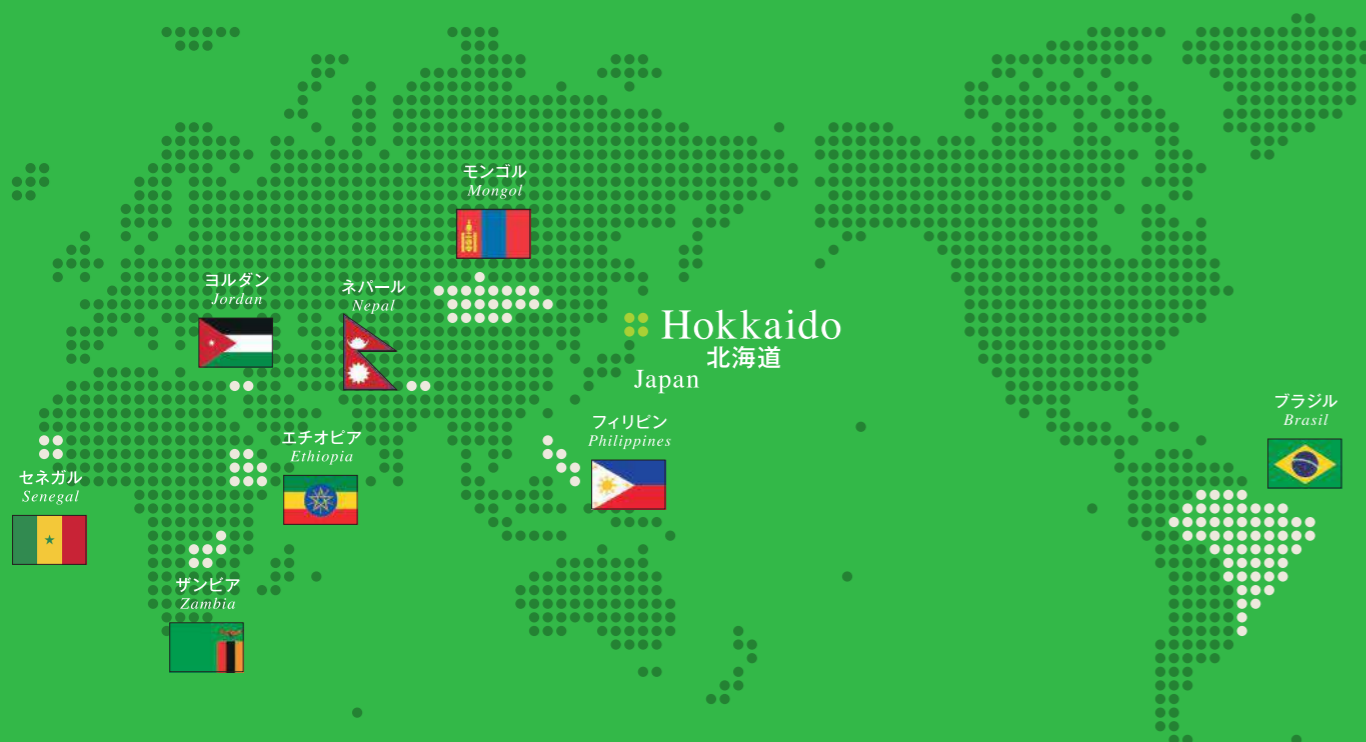 モンゴル
Mongol
ヨルダン
Jordan
ネパール
Nepal
Hokkaido
北海道
Japan
ブラジル
Brasil
フィリピン
Philippines
エチオピア
Ethiopia
セネガル
Senegal
ザンビア
Zambia